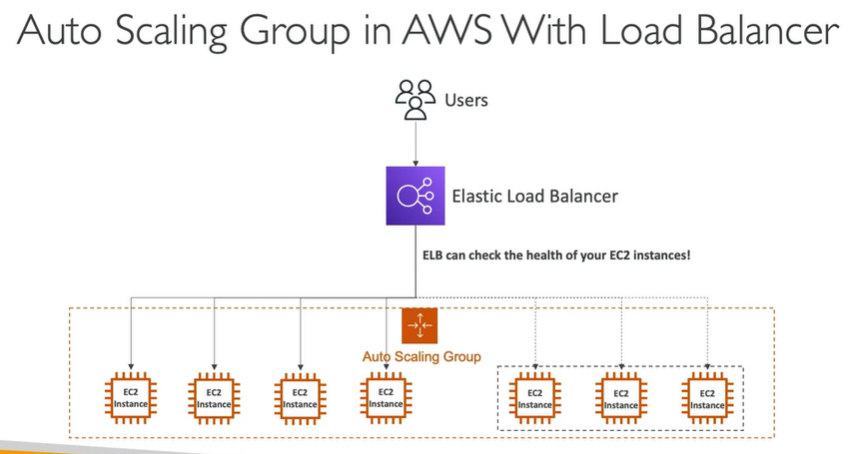 Auto Scaling Group in AWS With Load Balancer
Users
Elastic Load Balancer
ELB can check the health of your EC2 instances!
Auto Scaling Group
EC2
Instance
EC2
Instance
EC2
Instance
EC2
Instance
EC2
Instance
EC2
Instance
EC2
Instance